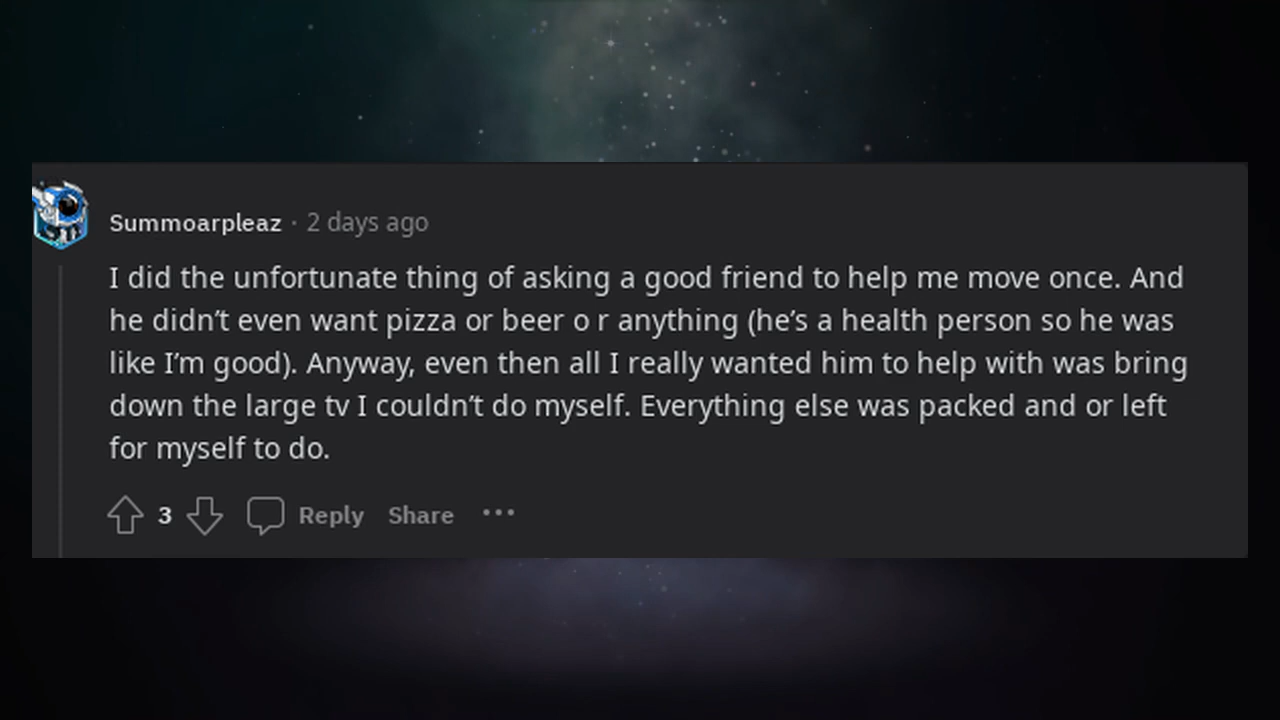 Summoarpleaz · 2 days ago
I did the unfortunate thing of asking a good friend to help me move once. And
he didn’t even want pizza or beer o r anything (he’s a health person so he was
like I’m good). Anyway, even then all I really wanted him to help with was bring
down the large tv I couldn’t do myself. Everything else was packed and or left
for myself to do.
3 Reply Share •••